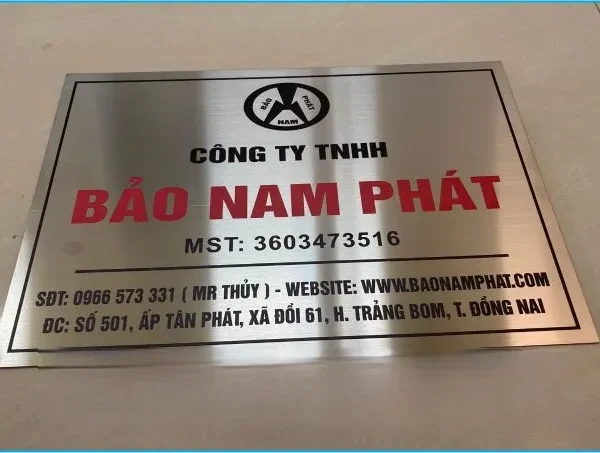 BẢO NAM PHÁT
CÔNG TY TNHH
BẢO NAM PHÁT
MST: 3603473516
SĐT: 0966 573 331 ( MR THỦY ) - WEBSITE: WWW.BAONAMPHAT.COM
ĐC: SỐ 501, ẤP TÂN PHÁT, XÃ ĐỒI 61, H. TRẢNG BOM, T. ĐỒNG NAI